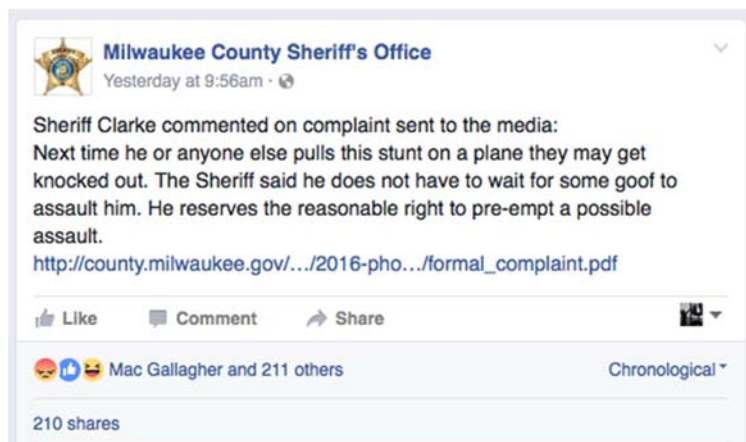 Milwaukee County Sheriff's Office
Yesterday at 9:56am ·
Sheriff Clarke commented on complaint sent to the media:
Next time he or anyone else pulls this stunt on a plane they may get
knocked out. The Sheriff said he does not have to wait for some goof to
assault him. He reserves the reasonable right to pre-empt a possible
assault.
http://county.milwaukee.gov/.../2016-pho.../formal_complaint.pdf
Like Comment Share
Mac Gallagher and 211 others Chronological
210 shares